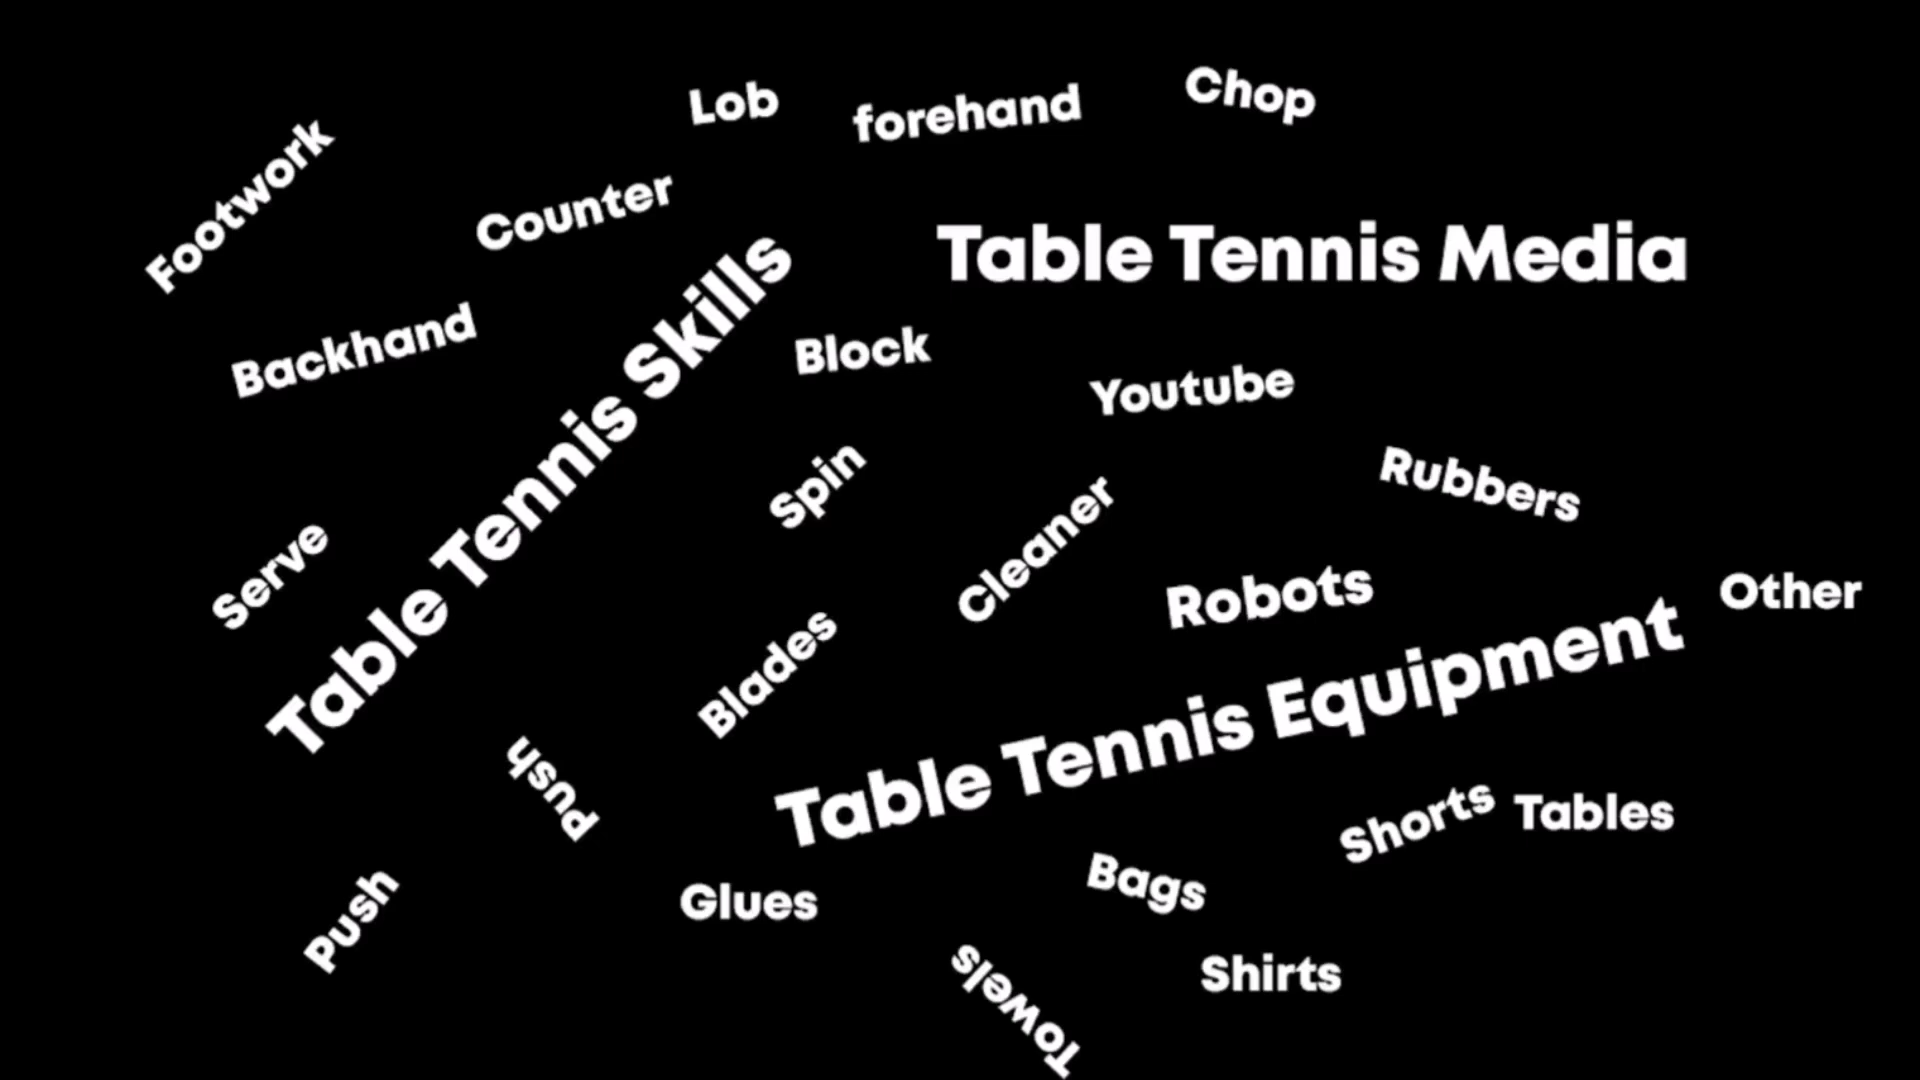 Lob
forehand
Chop
Footwork
Counter
Table Tennis Media
Table Tennis Skills
Backhand
Block
Youtube
Spin
Rubbers
Cleaner
Serve
Robots
Other
Blades
Table Tennis Equipment
Push
Shorts
Tables
Bags
Glues
Push
Shirts
Towels